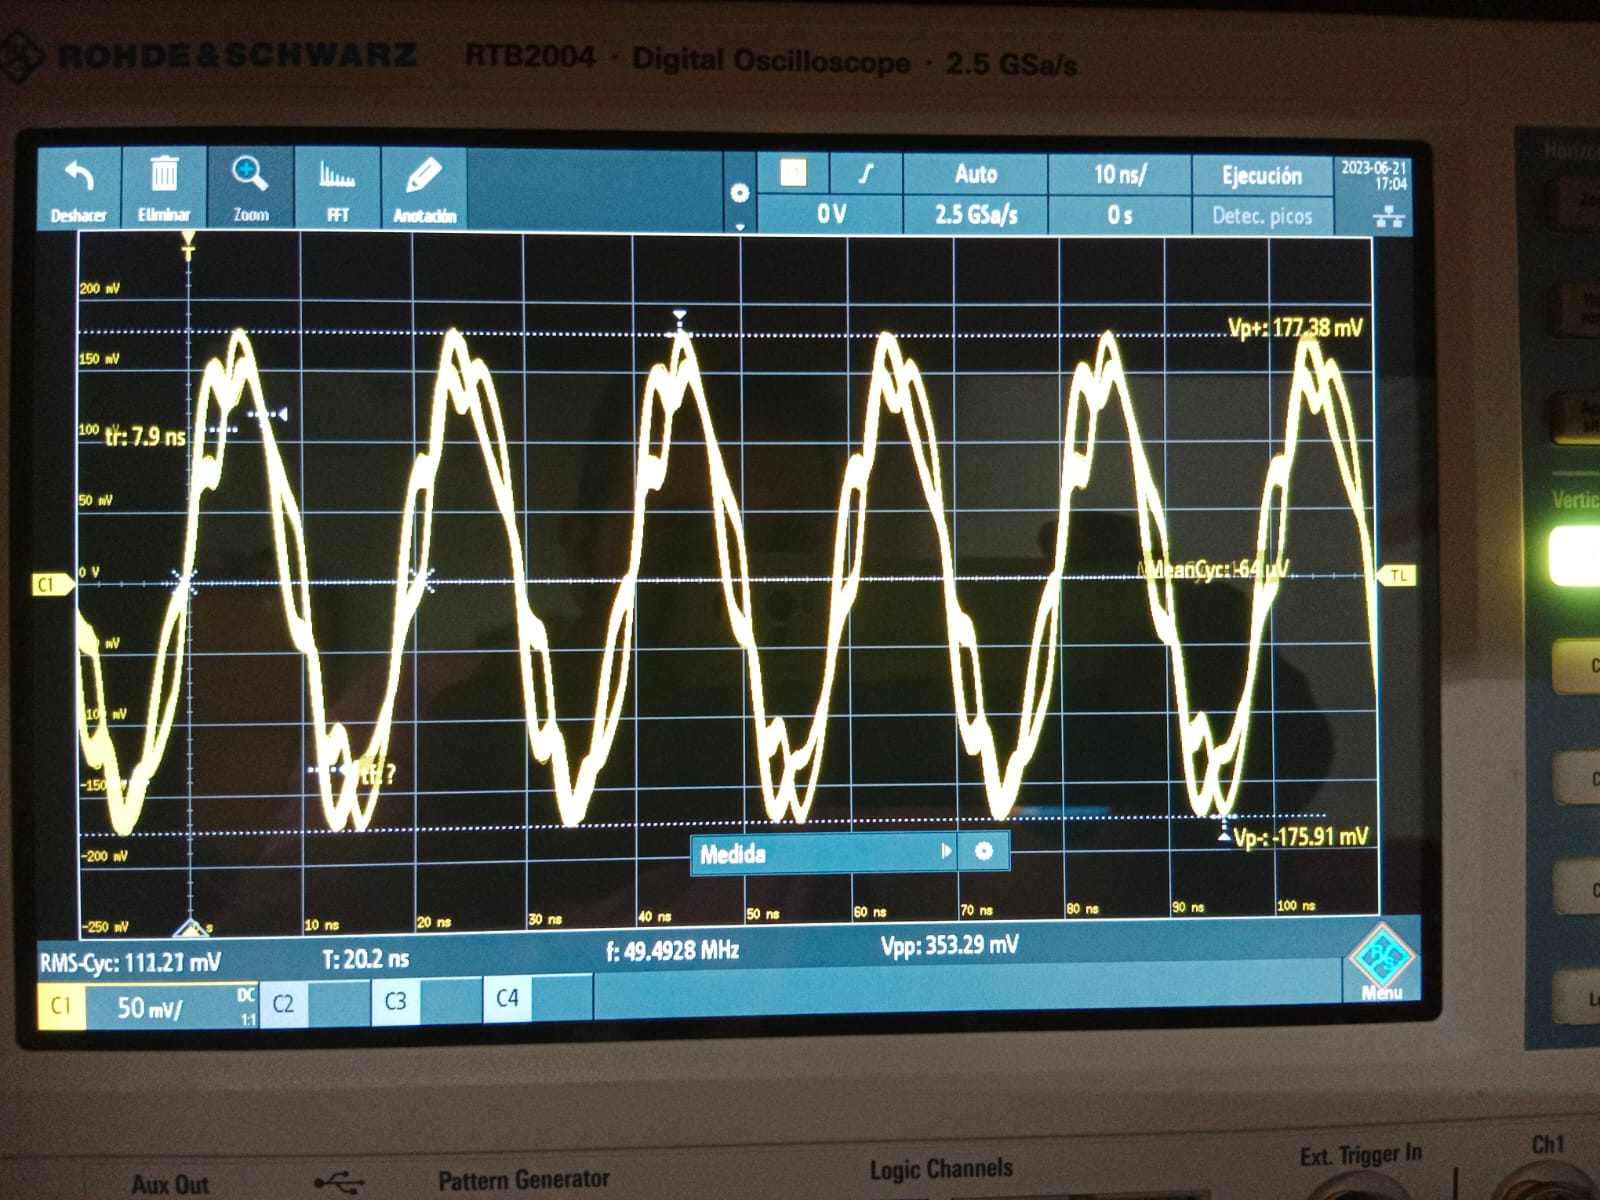 ROHDE & SCHWARZ RTB2004 · Digital Oscilloscope · 2.5 GSa/s
Deshacer Eliminar Zoom FFT Anotación
Auto 10 ns/ Ejecución 2023-06-21
17:04
0 V 2.5 GSa/s 0 s Detec. picos
T
200 mV
Vp+: 177.38 mV
150 mV
100
tr: 7.9 ns
50 mV
0 V
C1
MeanCyc: -64 µV
TL
mV
mV
-150
tf: ?
Vp-: -175.91 mV
-200 mV
Medida
-250 mV
s 10 ns 20 ns 30 ns 40 ns 50 ns 60 ns 70 ns 80 ns 90 ns 100 ns
RMS-Cyc: 111.21 mV T: 20.2 ns f: 49.4928 MHz Vpp: 353.29 mV
C1 50 mV/ DC
1:1
C2 C3 C4
Menu
Vertic
Aux Out Pattern Generator Logic Channels Ext. Trigger In Ch1